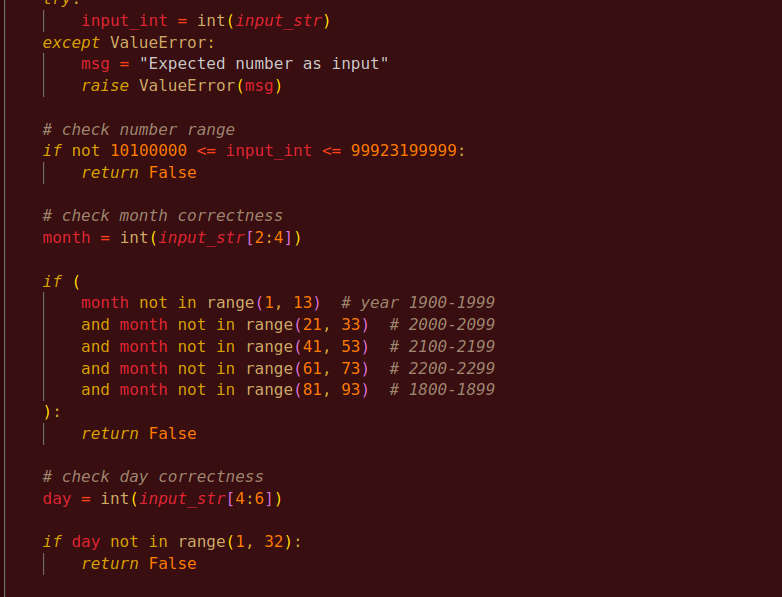 try:
input_int = int(input_str)
except ValueError:
msg = "Expected number as input"
raise ValueError(msg)
# check number range
if not 10100000 <= input_int <= 99923199999:
return False
# check month correctness
month = int(input_str[2:4])
if (
month not in range(1, 13)  # year 1900-1999
and month not in range(21, 33)  # 2000-2099
and month not in range(41, 53)  # 2100-2199
and month not in range(61, 73)  # 2200-2299
and month not in range(81, 93)  # 1800-1899
):
return False
# check day correctness
day = int(input_str[4:6])
if day not in range(1, 32):
return False